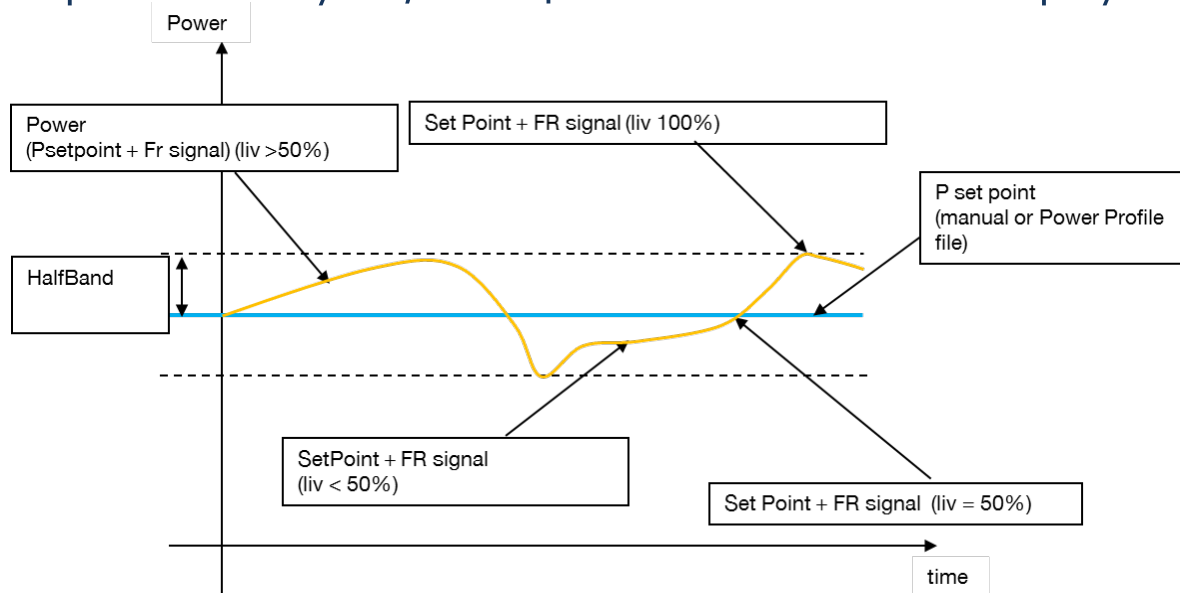 Power
Power
(Psetpoint + Fr signal) (liv >50%)
Set Point + FR signal (liv 100%)
P set point
(manual or Power Profile
file)
HalfBand
SetPoint + FR signal
(liv < 50%)
Set Point + FR signal (liv = 50%)
time